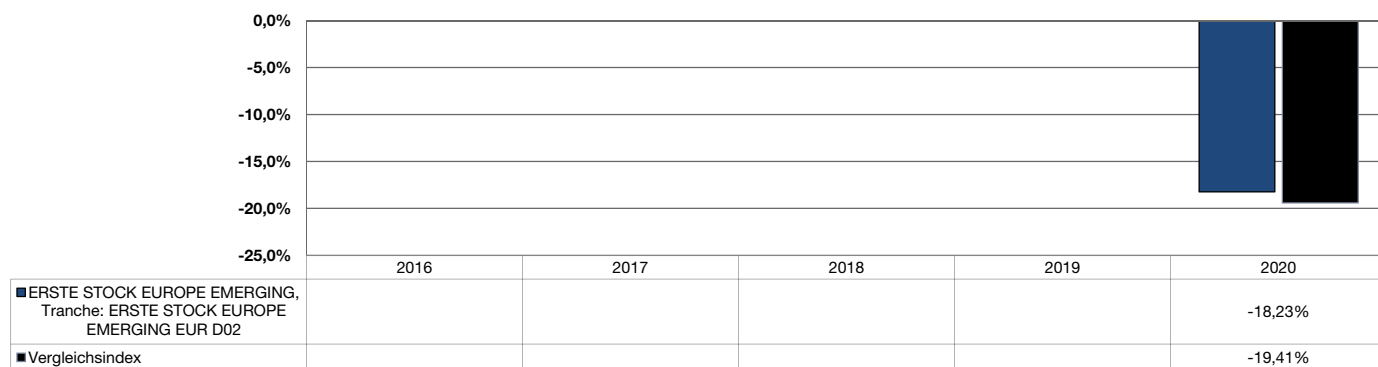 0,0%
-5,0%
-10,0%
-15,0%
-20,0%
-25,0%
2016 2017 2018 2019 2020
ERSTE STOCK EUROPE EMERGING,
Tranche: ERSTE STOCK EUROPE
EMERGING EUR D02
-18,23%
Vergleichsindex -19,41%